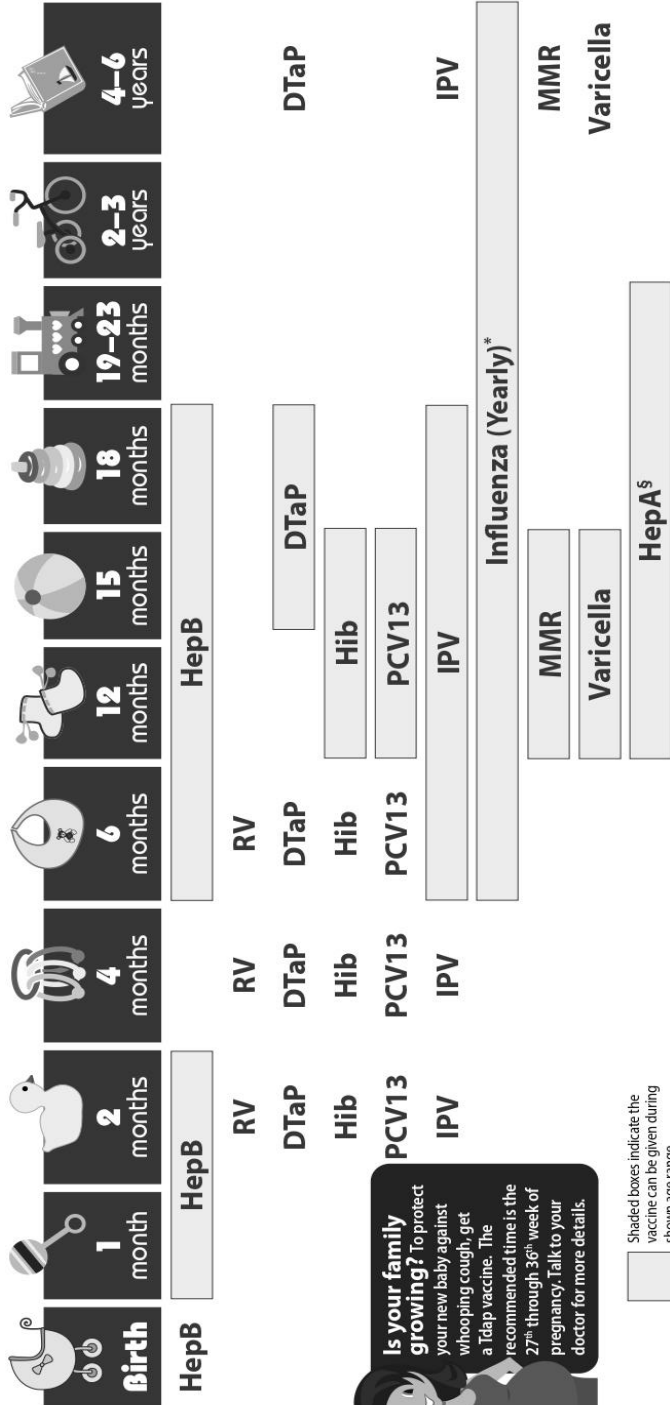 Birth
1
month
2
months
4
months
6
months
12
months
15
months
18
months
19–23
months
2–3
years
4–6
years
HepB
HepB
HepB
RV
RV
RV
DTaP
DTaP
DTaP
DTaP
DTaP
Hib
Hib
Hib
Hib
PCV13
PCV13
PCV13
PCV13
IPV
IPV
IPV
IPV
Influenza (Yearly)*
MMR
MMR
Varicella
Varicella
HepA§
Is your family
growing? To protect
your new baby against
whooping cough, get
a Tdap vaccine. The
recommended time is the
27th through 36th week of
pregnancy. Talk to your
doctor for more details.
Shaded boxes indicate the
vaccine can be given during
shown age range.